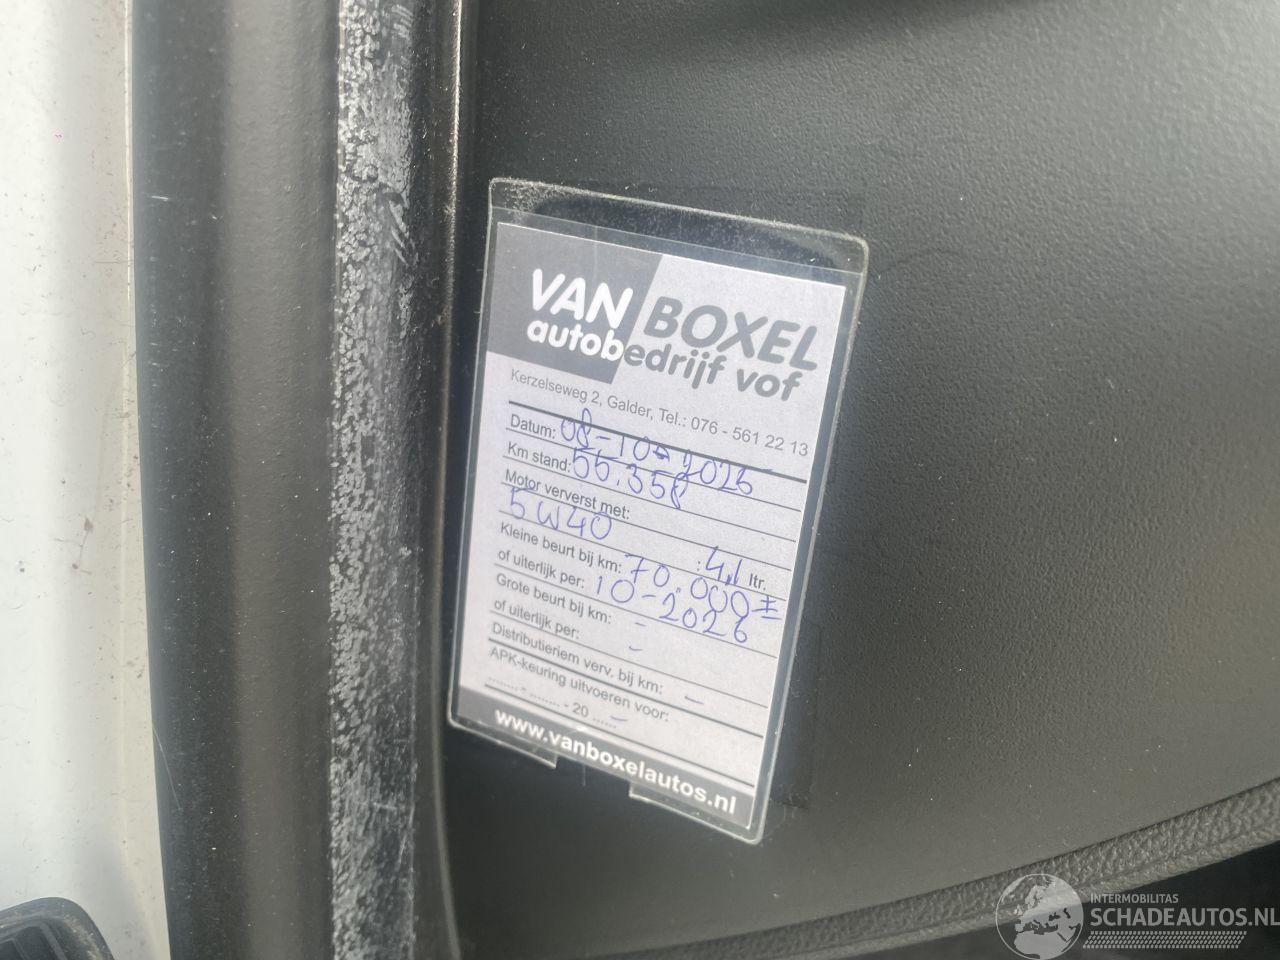 VAN BOXEL
autobedrijf vof
Kerzelseweg 2, Galder, Tel.: 076 - 561 22 13
Datum: 08-10-2025
Km stand: 55.358
Motor ververst met:
5W40 : 4,1 ltr.
Kleine beurt bij km: 70.000 ±
of uiterlijk per: 10-2026
Grote beurt bij km: -
of uiterlijk per: -
Distributieriem verv. bij km: -
APK-keuring uitvoeren voor:
........ - ........ - 20 ...... -
www.vanboxelautos.nl
INTERMOBILITAS
SCHADEAUTOS.NL